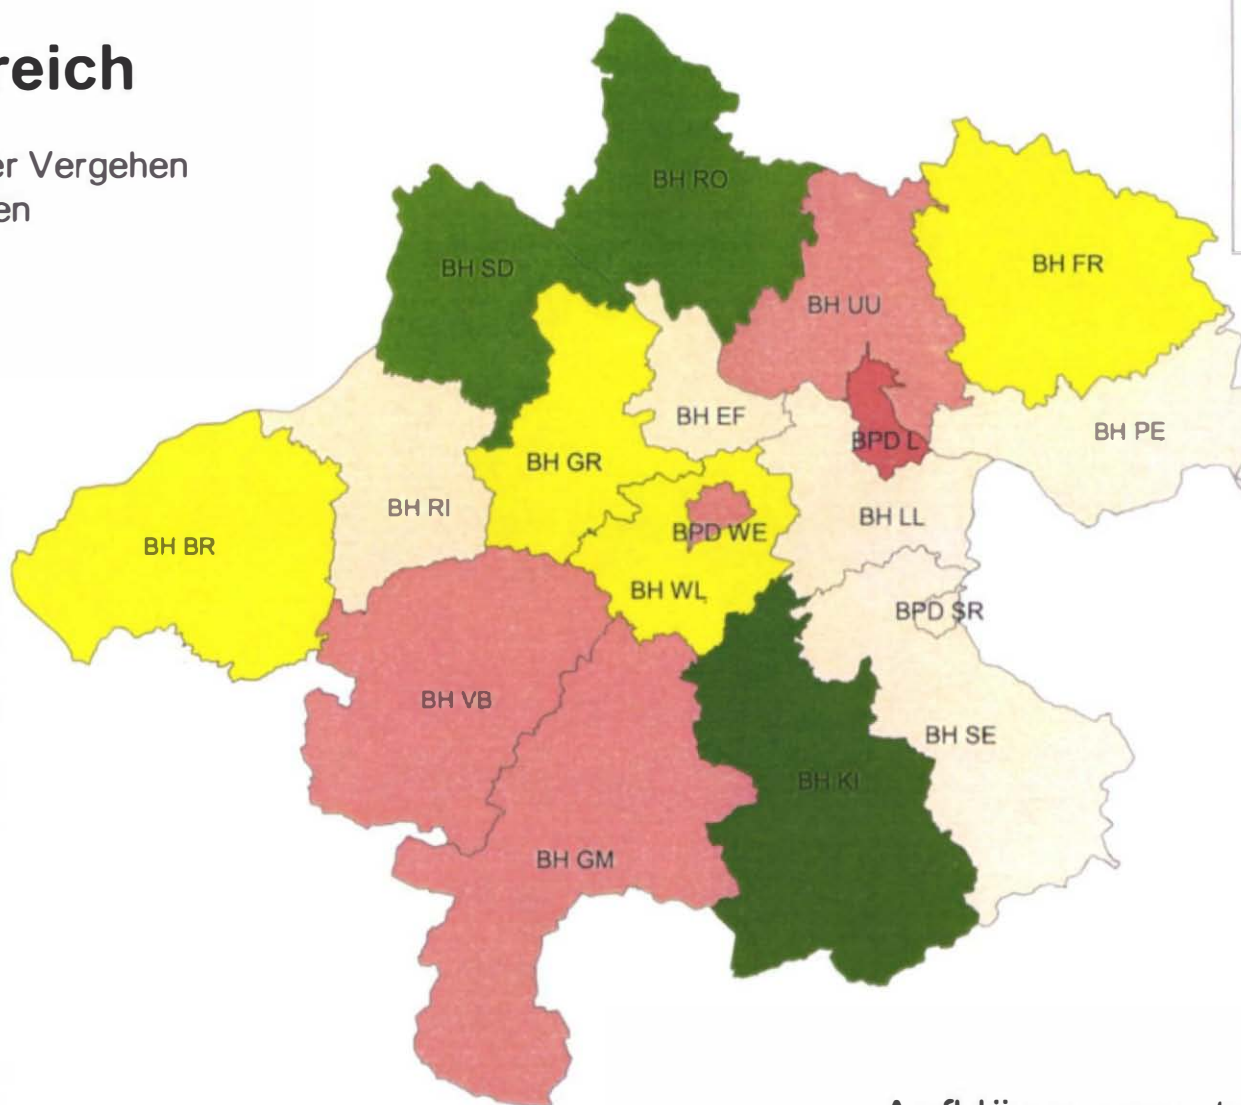 reich
er Vergehen
en
BH RO
BH SD
BH FR
BH UU
BH EF
BPD L
BH PE
BH GR
BH RI
BH LL
BPD WE
BH BR
BH WL
BPD SR
BH VB
BH SE
BH KI
BH GM